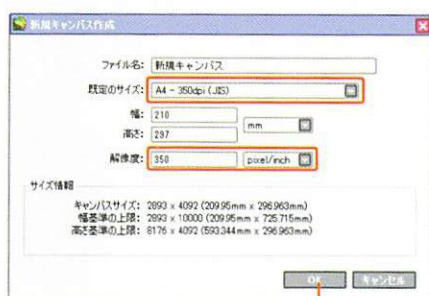 新規キャンバス作成
ファイル名: 新規キャンバス
既定のサイズ: A4 - 350dpi (JIS)
幅: 210
mm
高さ: 297
解像度: 350 pixel/inch
サイズ情報
キャンバスサイズ: 2893 x 4092 (209.95mm x 296.963mm)
幅基準の上限: 2893 x 10000 (209.95mm x 725.715mm)
高さ基準の上限: 8176 x 4092 (593.344mm x 296.963mm)
OK キャンセル